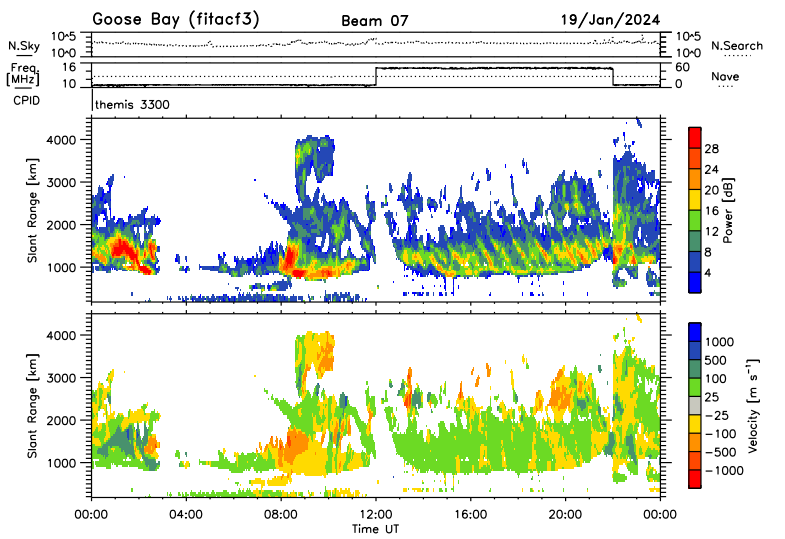 Goose Bay (fitacf3) Beam 07 19/Jan/2024
N.Sky 10^5 10^0 10^5 10^0 N.Search
Freq. [MHz] 16 10 60 0 Nave
CPID themis 3300
Slant Range [km] 4000 3000 2000 1000
Power [dB] 28 24 20 16 12 8 4
Slant Range [km] 4000 3000 2000 1000
Velocity [m s⁻¹] 1000 500 100 25 −25 −100 −500 −1000
00:00 04:00 08:00 12:00 16:00 20:00 00:00
Time UT